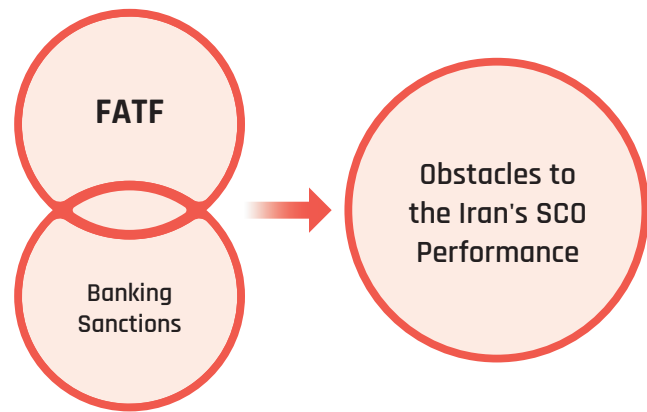 FATF
Banking
Sanctions
Obstacles to
the Iran's SCO
Performance